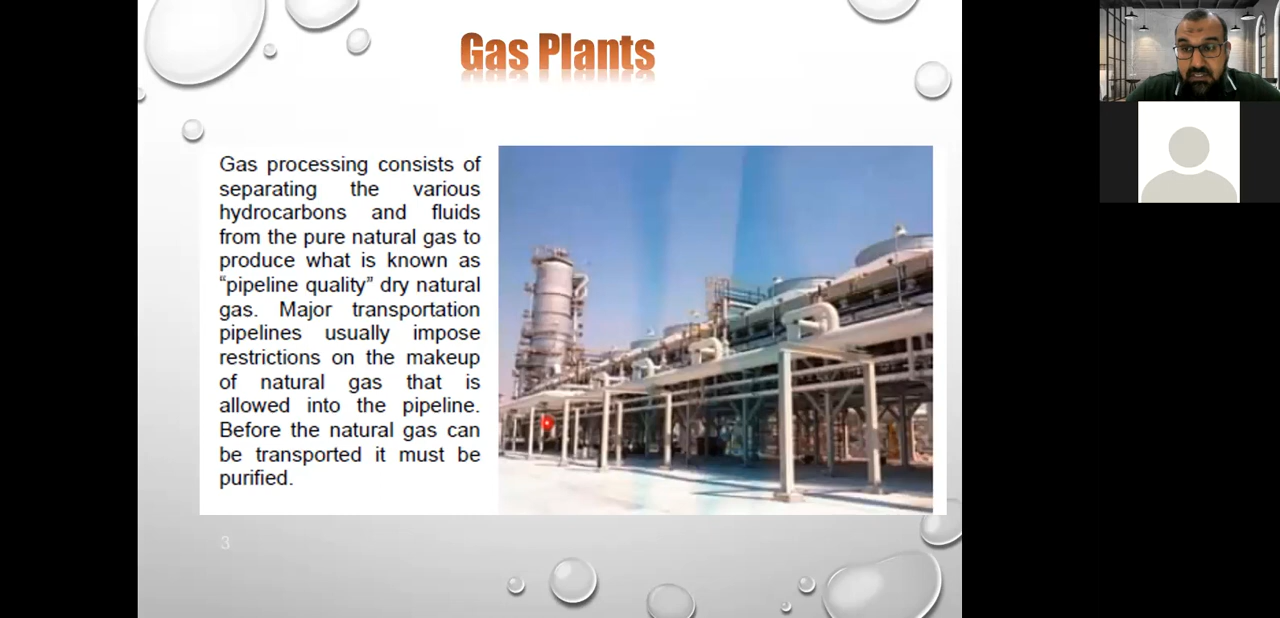 Gas Plants
Gas processing consists of
separating the various
hydrocarbons and fluids
from the pure natural gas to
produce what is known as
“pipeline quality” dry natural
gas. Major transportation
pipelines usually impose
restrictions on the makeup
of natural gas that is
allowed into the pipeline.
Before the natural gas can
be transported it must be
purified.
3